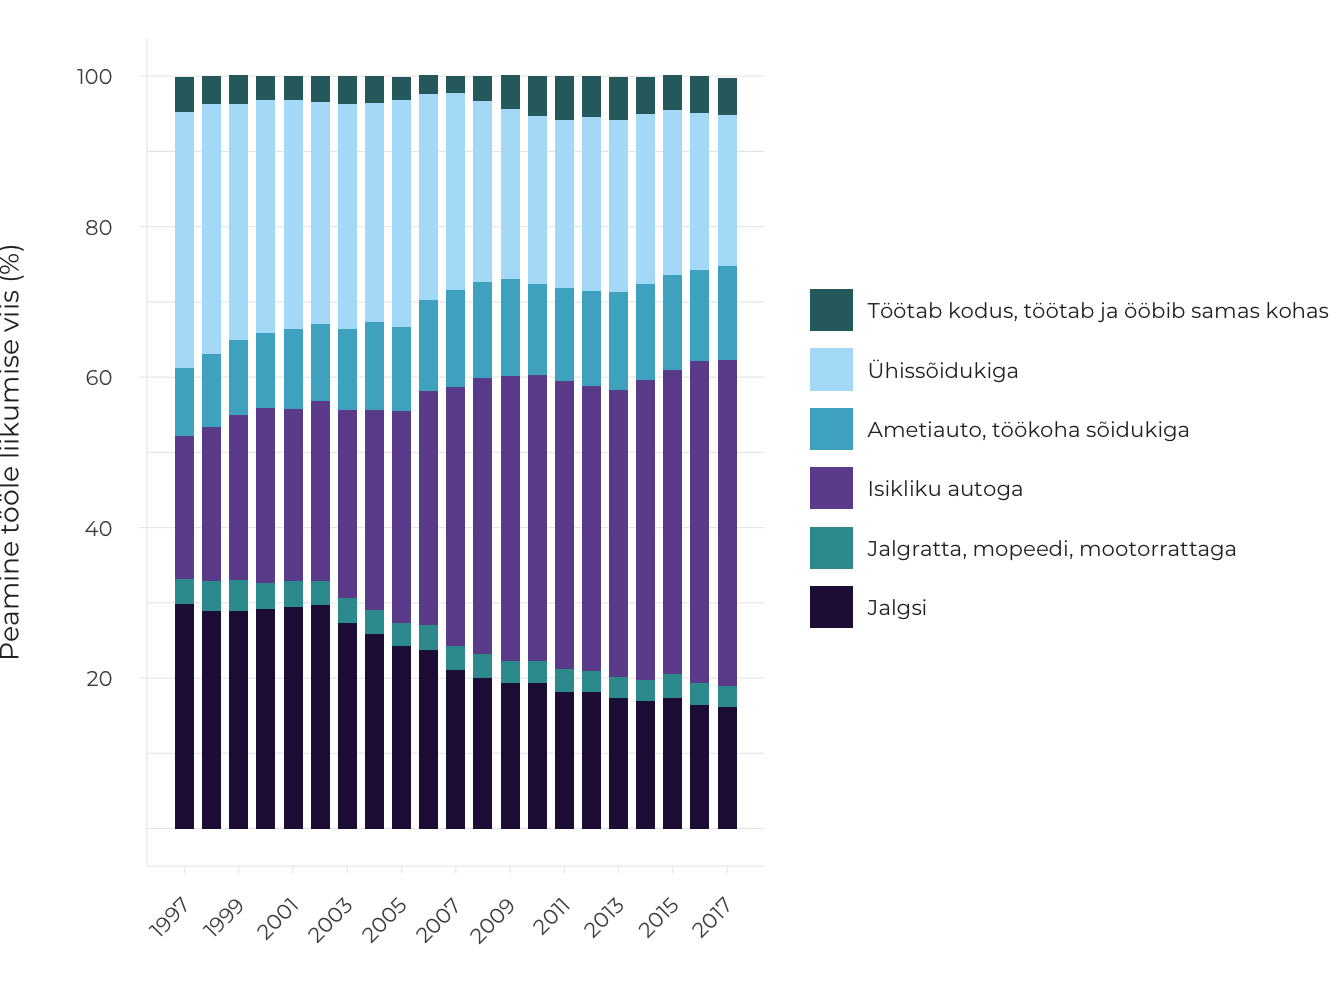 Peamine tööle liikumise viis (%)
100
80
60
40
20
1997
1999
2001
2003
2005
2007
2009
2011
2013
2015
2017
Töötab kodus, töötab ja ööbib samas kohas
Ühissõidukiga
Ametiauto, töökoha sõidukiga
Isikliku autoga
Jalgratta, mopeedi, mootorrattaga
Jalgsi